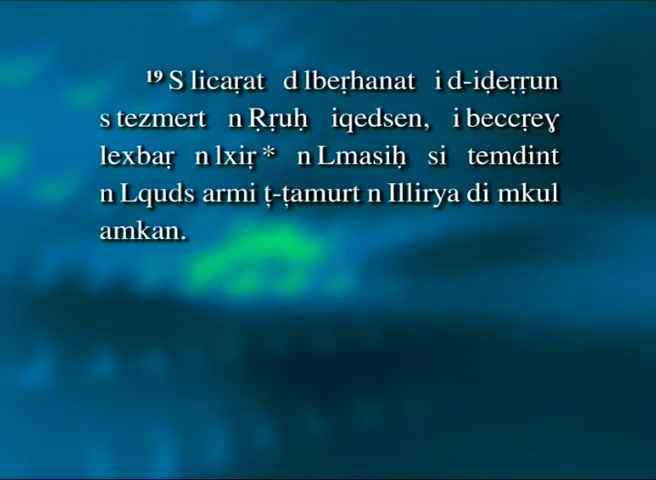 ¹⁹ S licaṛat d lbeṛhanat i d-iḍeṛṛun
s tezmert n Ṛṛuḥ iqedsen, i beccṛeɣ
lexbaṛ n lxiṛ * n Lmasiḥ si temdint
n Lquds armi ṭ-ṭamurt n Illirya di mkul
amkan.